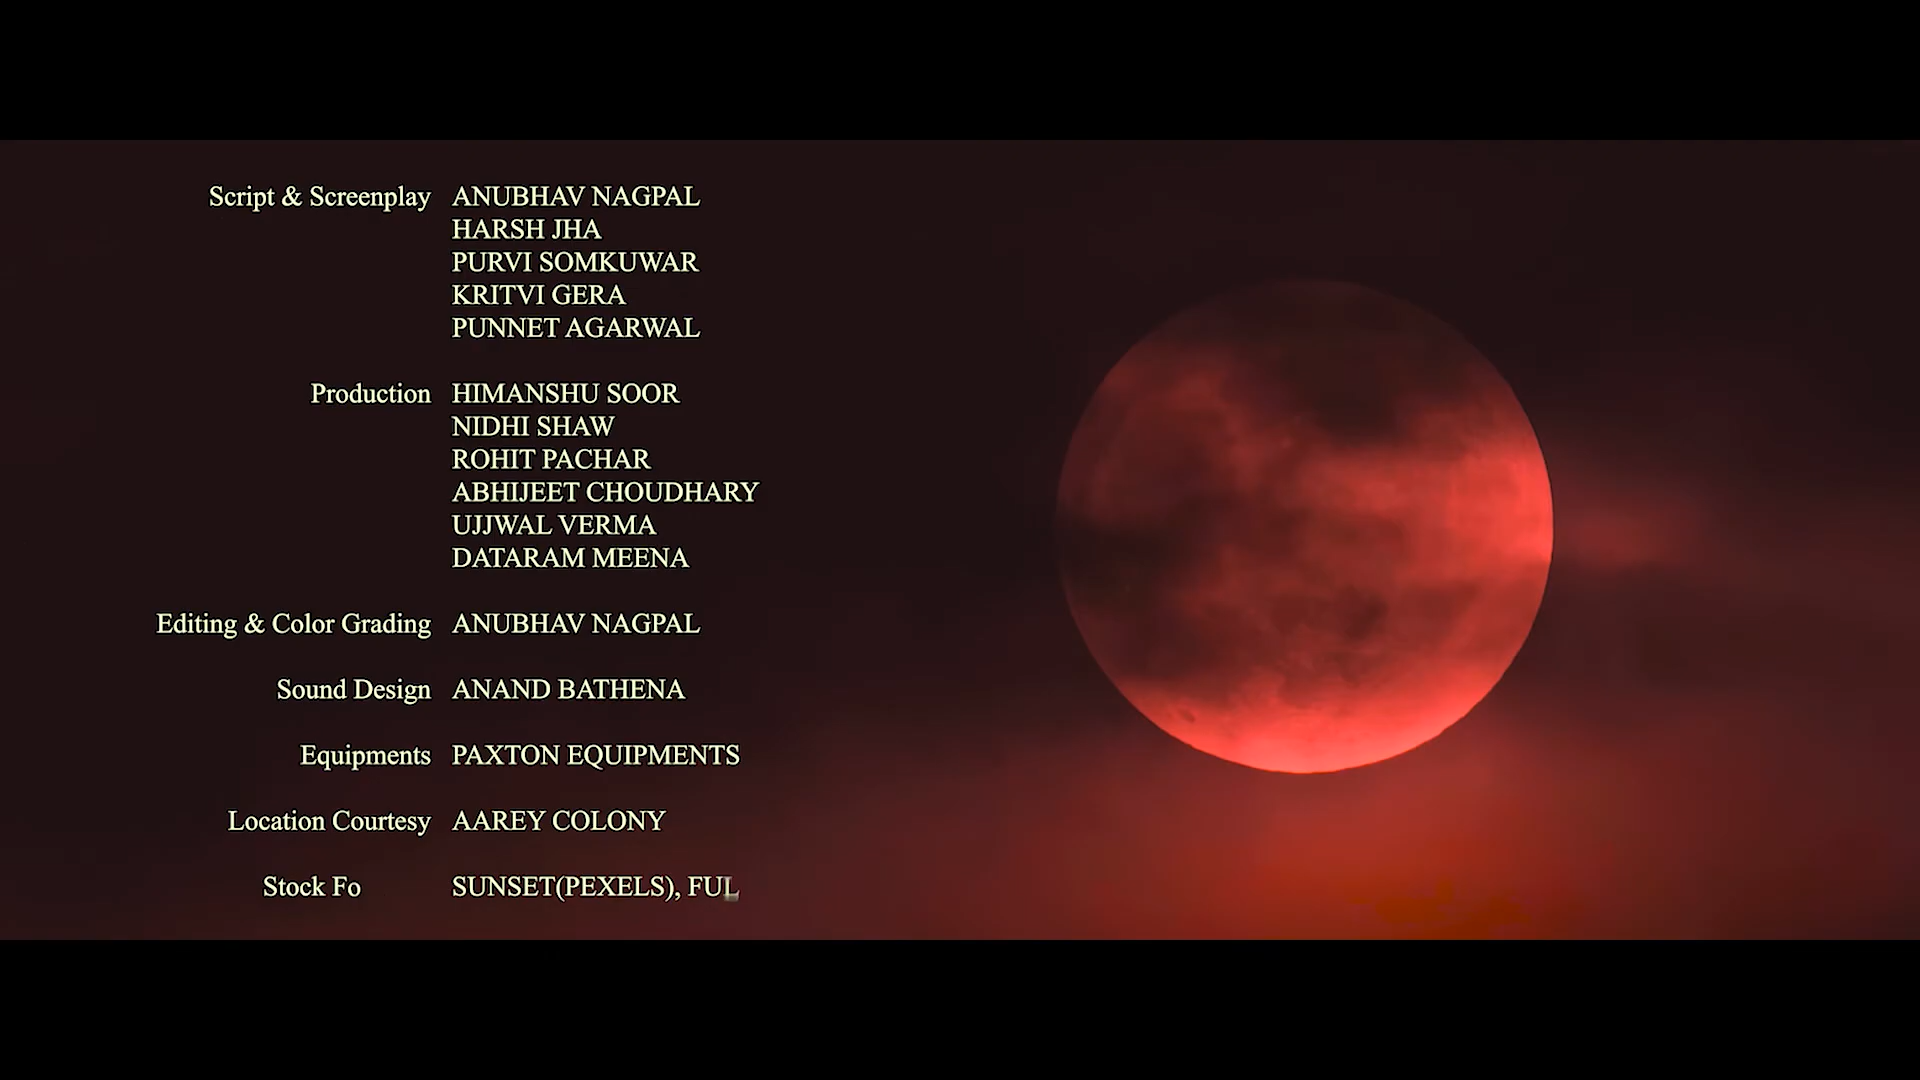 Script & Screenplay ANUBHAV NAGPAL
HARSH JHA
PURVI SOMKUWAR
KRITVI GERA
PUNNET AGARWAL
Production HIMANSHU SOOR
NIDHI SHAW
ROHIT PACHAR
ABHIJEET CHOUDHARY
UJJWAL VERMA
DATARAM MEENA
Editing & Color Grading ANUBHAV NAGPAL
Sound Design ANAND BATHENA
Equipments PAXTON EQUIPMENTS
Location Courtesy AAREY COLONY
Stock Fo SUNSET(PEXELS), FUL